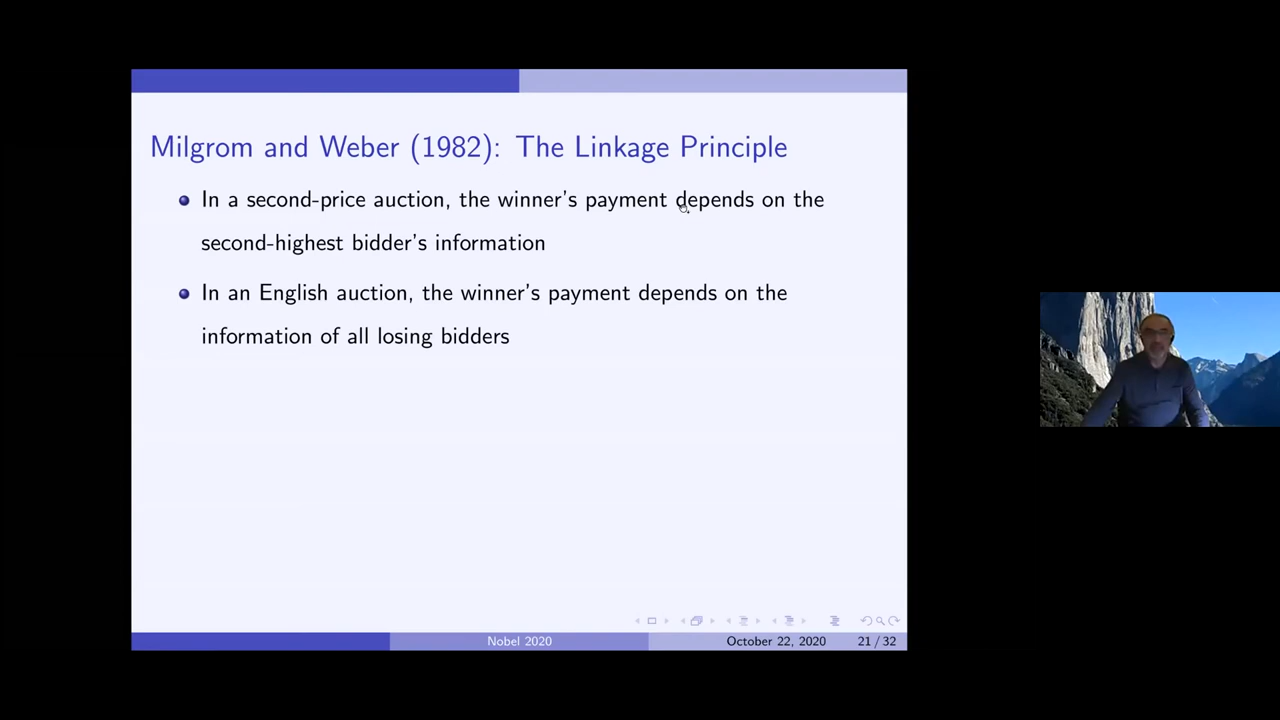 Milgrom and Weber (1982): The Linkage Principle
In a second-price auction, the winner's payment depends on the
second-highest bidder's information
In an English auction, the winner's payment depends on the
information of all losing bidders
Nobel 2020
October 22, 2020
21 / 32